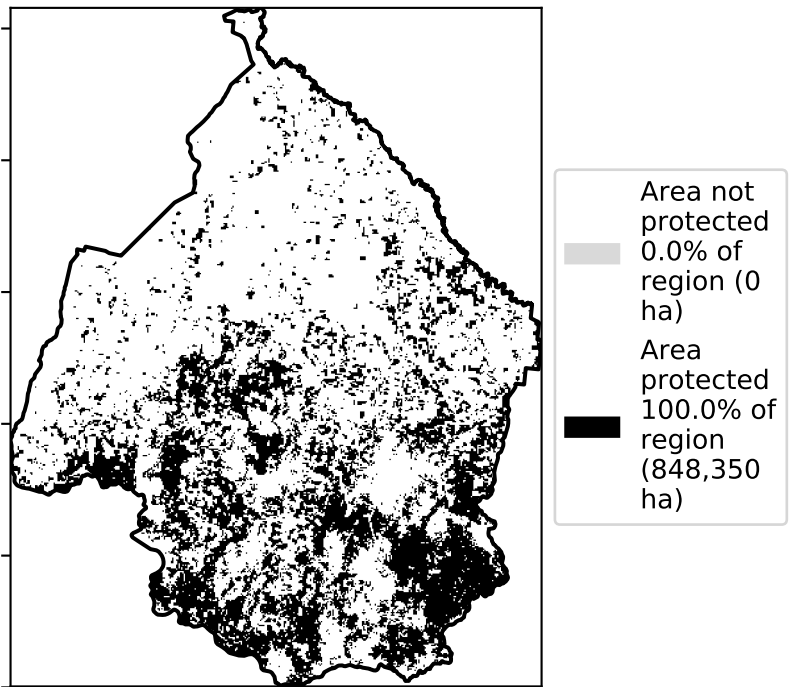 Area not
protected
0.0% of
region (0
ha)
Area
protected
100.0% of
region
(848,350
ha)